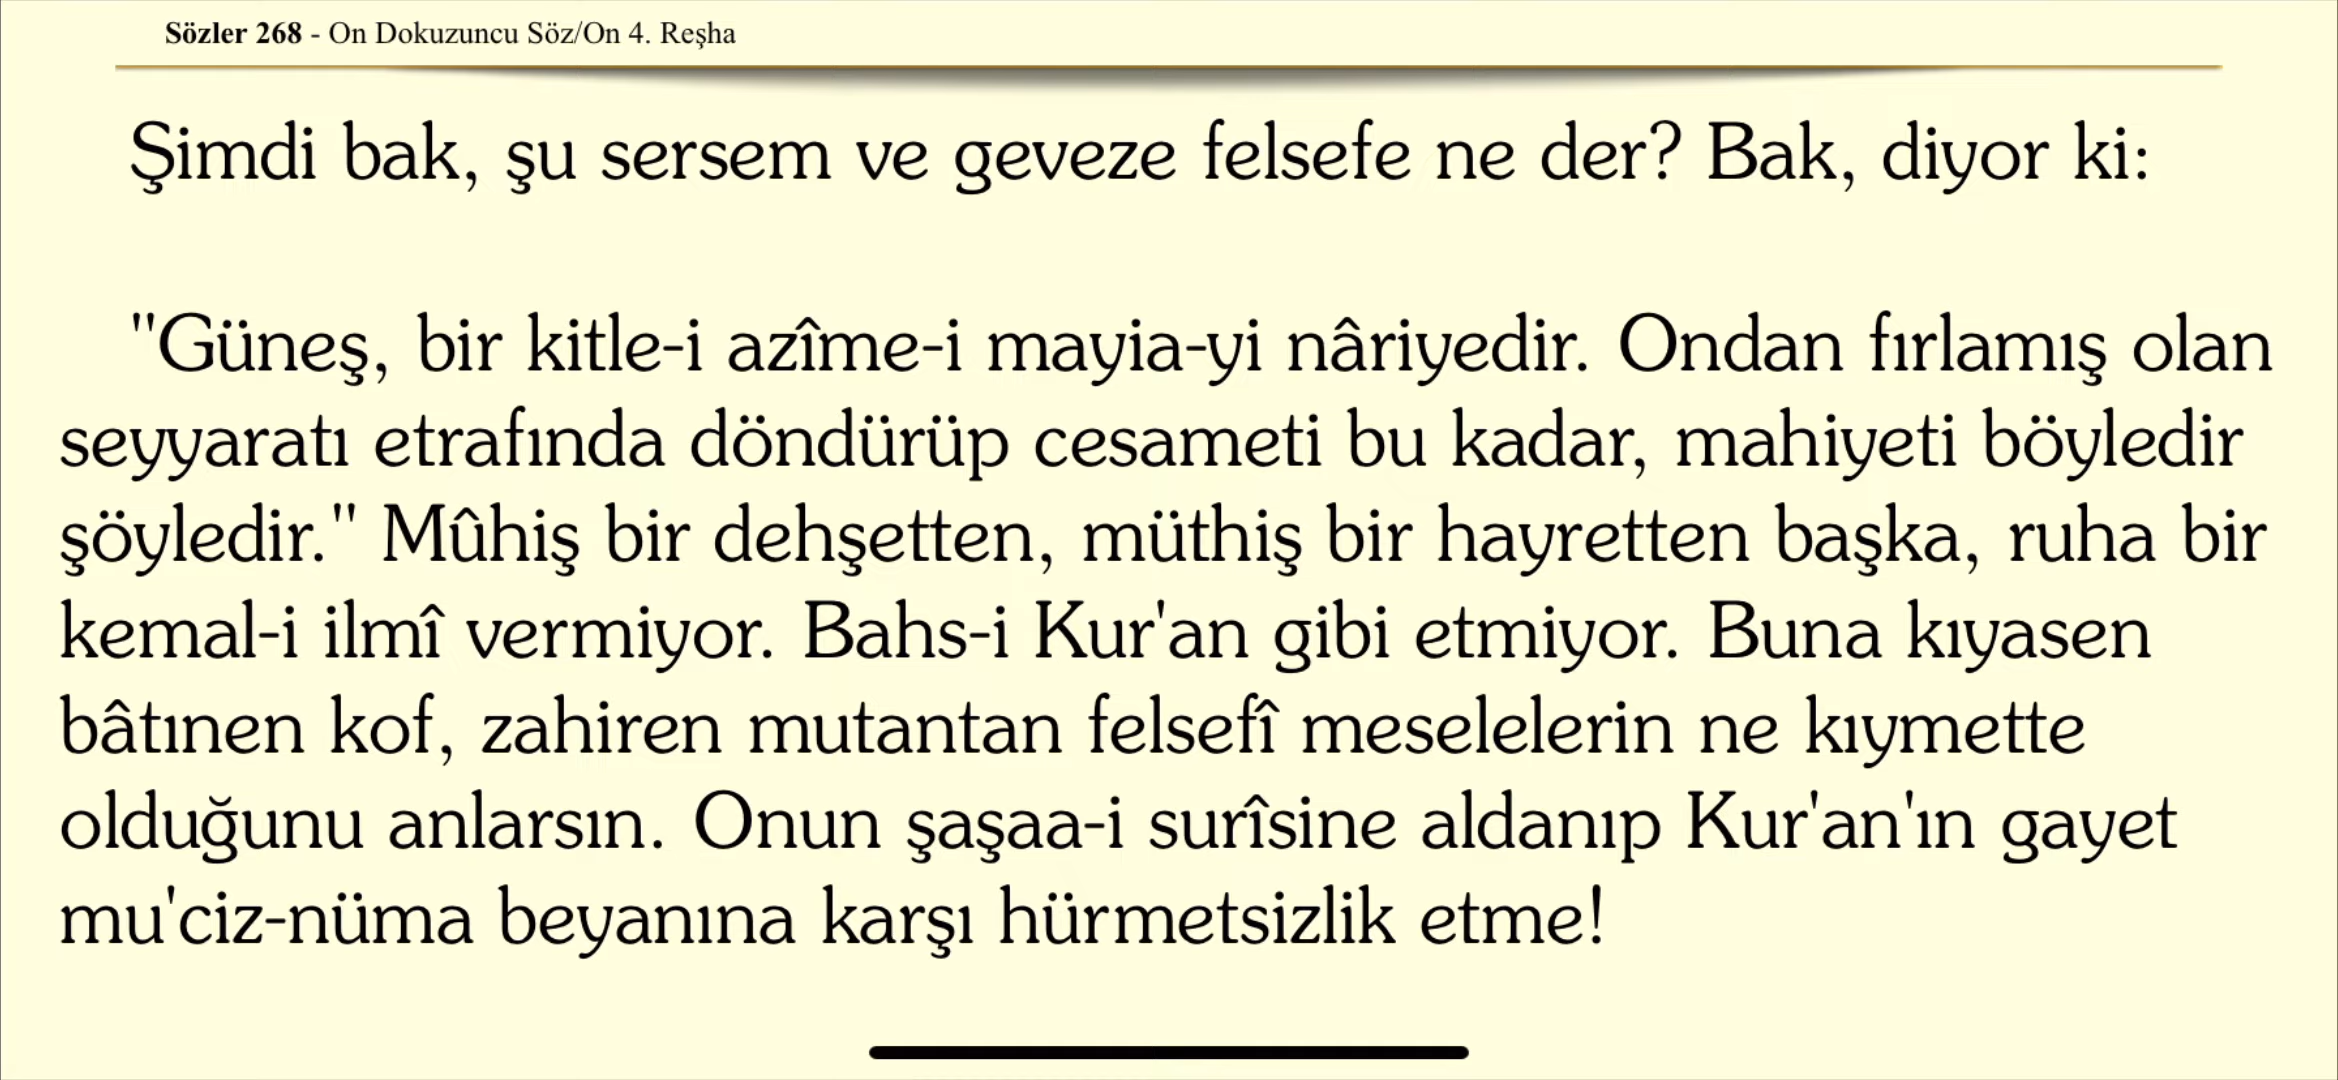 Sözler 268 - On Dokuzuncu Söz/On 4. Reşha
Şimdi bak, şu sersem ve geveze felsefe ne der? Bak, diyor ki:
"Güneş, bir kitle-i azîme-i mayia-yi nâriyedir. Ondan fırlamış olan
seyyaratı etrafında döndürüp cesameti bu kadar, mahiyeti böyledir
şöyledir." Mûhiş bir dehşetten, müthiş bir hayretten başka, ruha bir
kemal-i ilmî vermiyor. Bahs-i Kur'an gibi etmiyor. Buna kıyasen
bâtınen kof, zahiren mutantan felsefî meselelerin ne kıymette
olduğunu anlarsın. Onun şaşaa-i surîsine aldanıp Kur'an'ın gayet
mu'ciz-nüma beyanına karşı hürmetsizlik etme!